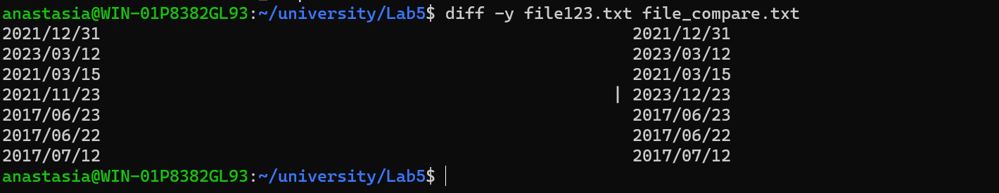 anastasia@WIN-01P8382GL93:~/university/Lab5$ diff -y file123.txt file_compare.txt
2021/12/31 2021/12/31
2023/03/12 2023/03/12
2021/03/15 2021/03/15
2021/11/23 | 2023/12/23
2017/06/23 2017/06/23
2017/06/22 2017/06/22
2017/07/12 2017/07/12
anastasia@WIN-01P8382GL93:~/university/Lab5$